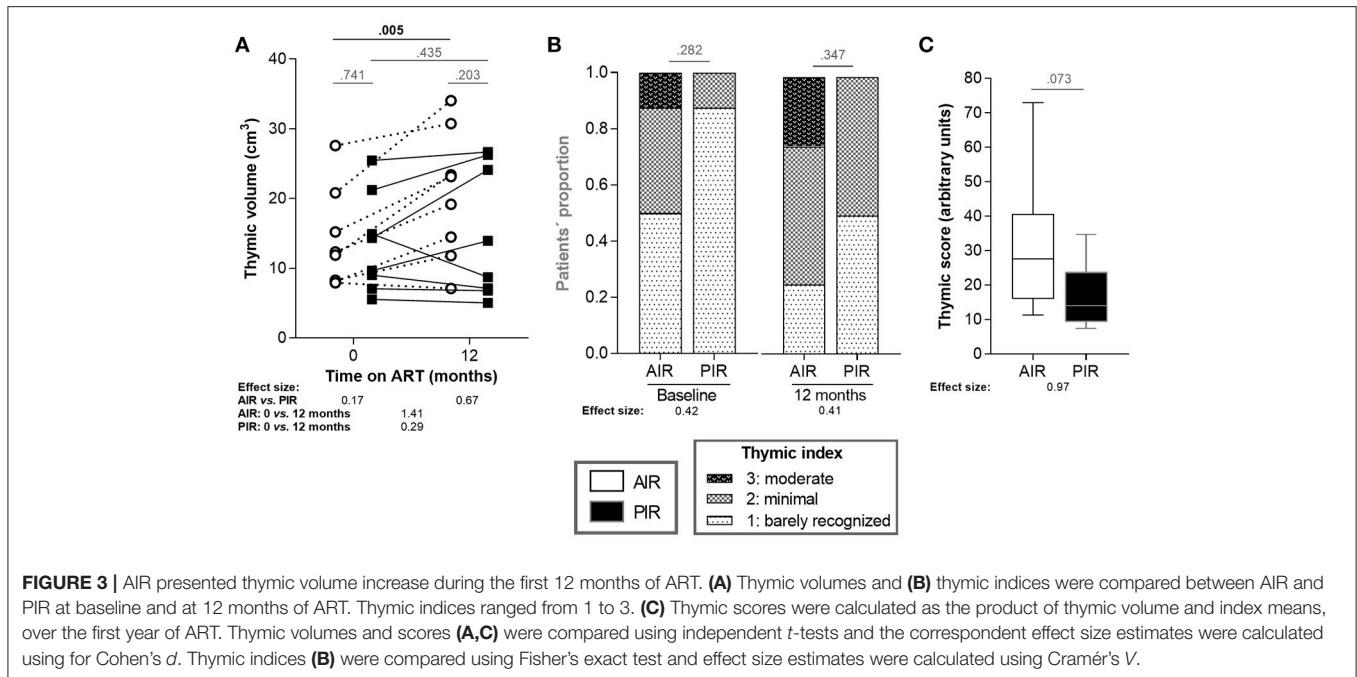 A
.005
.435
.741
.203
40
30
20
10
0
Thymic volume (cm³)
0
12
Time on ART (months)
Effect size:
AIR vs. PIR 0.17 0.67
AIR: 0 vs. 12 months 1.41
PIR: 0 vs. 12 months 0.29
B
.282
.347
1.0
0.8
0.6
0.4
0.2
0.0
Patients´ proportion
AIR PIR AIR PIR
Baseline 12 months
Effect size: 0.42 0.41
C
.073
80
70
60
50
40
30
20
10
0
Thymic score (arbitrary units)
AIR PIR
Effect size: 0.97
AIR
PIR
Thymic index
3: moderate
2: minimal
1: barely recognized
FIGURE 3 | AIR presented thymic volume increase during the first 12 months of ART. (A) Thymic volumes and (B) thymic indices were compared between AIR and
PIR at baseline and at 12 months of ART. Thymic indices ranged from 1 to 3. (C) Thymic scores were calculated as the product of thymic volume and index means,
over the first year of ART. Thymic volumes and scores (A,C) were compared using independent t-tests and the correspondent effect size estimates were calculated
using for Cohen's d. Thymic indices (B) were compared using Fisher's exact test and effect size estimates were calculated using Cramér's V.